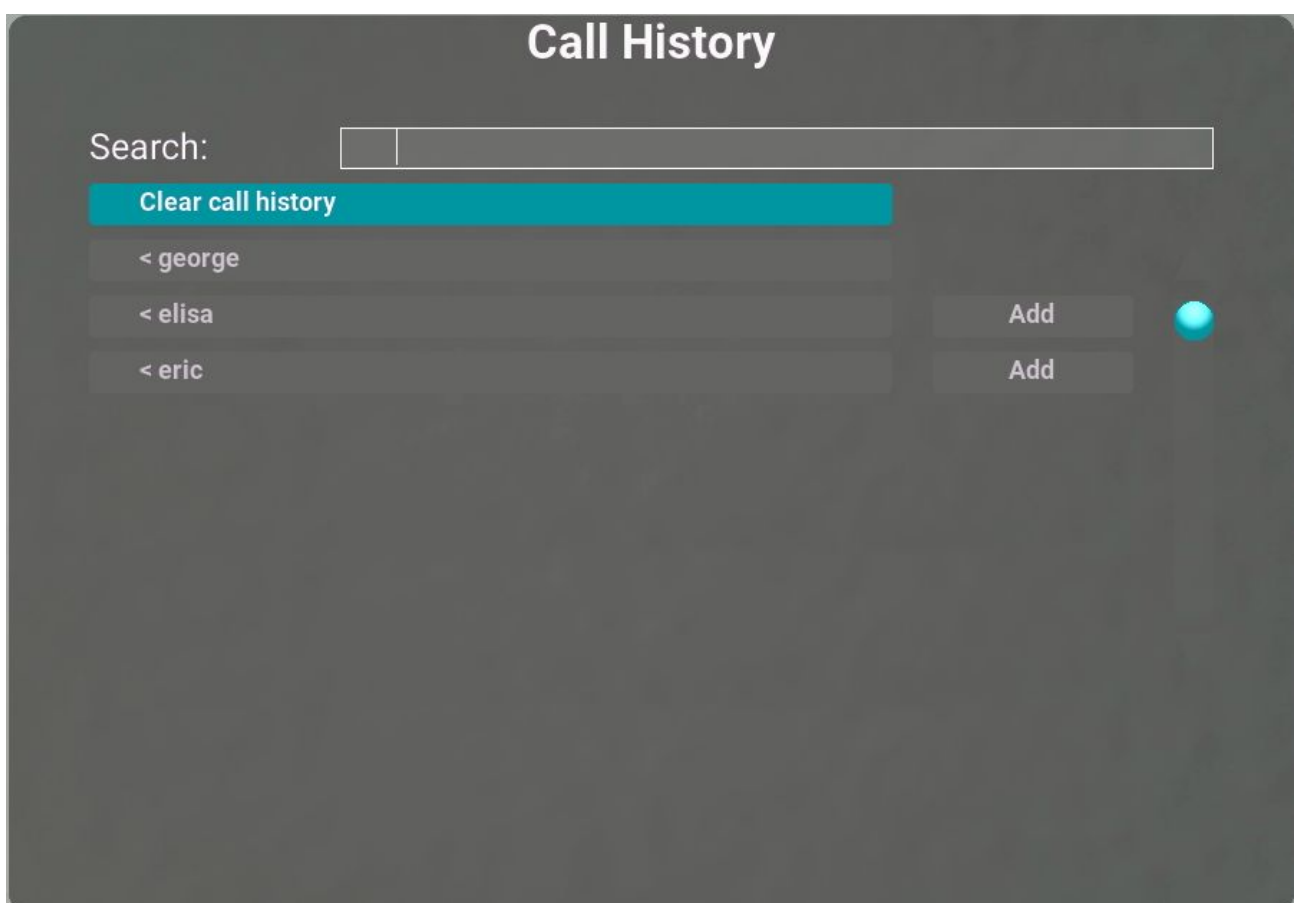 Call History
Search:
Clear call history
< george
< elisa Add
< eric Add